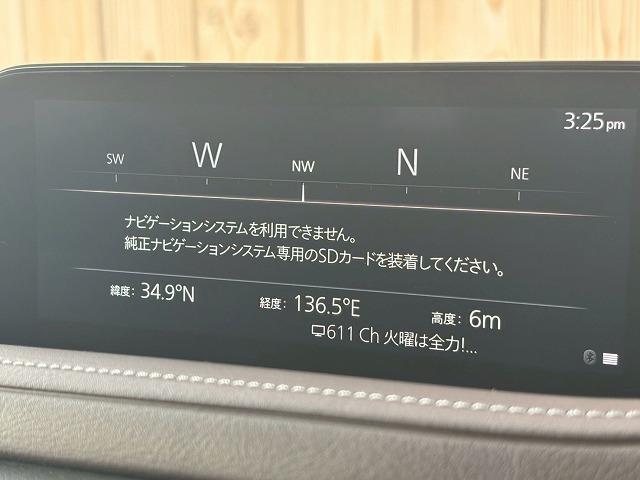 3:25pm
SW W NW N NE
ナビゲーションシステムを利用できません。
純正ナビゲーションシステム専用のSDカードを装着してください。
緯度: 34.9°N 経度: 136.5°E 高度: 6m
611 Ch 火曜は全力!...